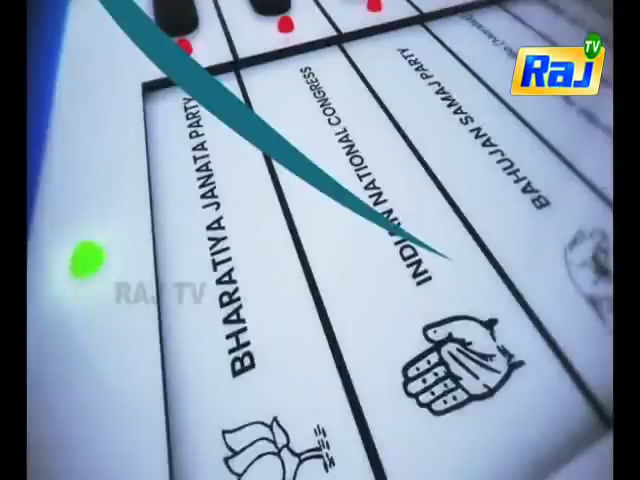 Raj TV
BHARATIYA JANATA PARTY
INDIAN NATIONAL CONGRESS
BAHUJAN SAMAJ PARTY
RAJ TV